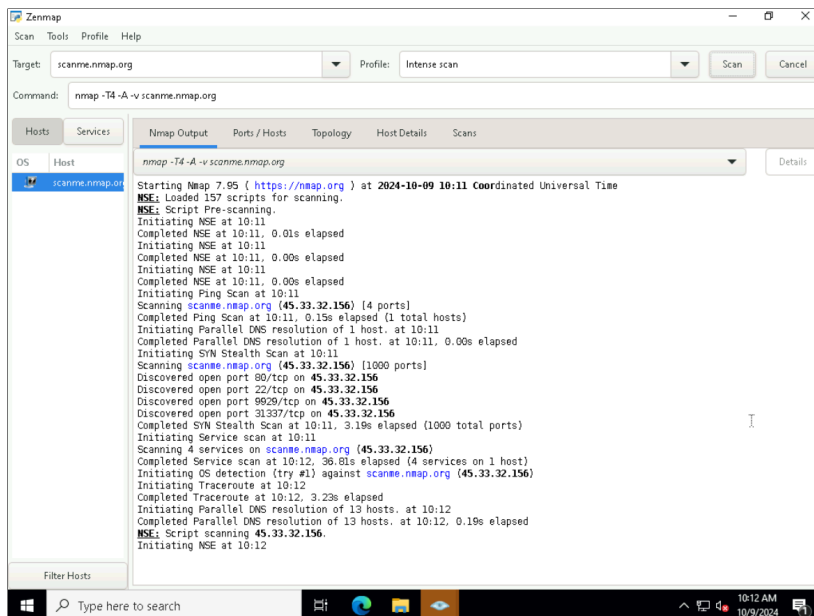 Zenmap
Scan Tools Profile Help
Target: scanme.nmap.org Profile: Intense scan Scan Cancel
Command: nmap -T4 -A -v scanme.nmap.org
Hosts Services
Nmap Output Ports / Hosts Topology Host Details Scans
OS Host
nmap -T4 -A -v scanme.nmap.org Details
scanme.nmap.or
Starting Nmap 7.95 ( https://nmap.org ) at 2024-10-09 10:11 Coordinated Universal Time
NSE: Loaded 157 scripts for scanning.
NSE: Script Pre-scanning.
Initiating NSE at 10:11
Completed NSE at 10:11, 0.01s elapsed
Initiating NSE at 10:11
Completed NSE at 10:11, 0.00s elapsed
Initiating NSE at 10:11
Completed NSE at 10:11, 0.00s elapsed
Initiating Ping Scan at 10:11
Scanning scanme.nmap.org (45.33.32.156) [4 ports]
Completed Ping Scan at 10:11, 0.15s elapsed (1 total hosts)
Initiating Parallel DNS resolution of 1 host. at 10:11
Completed Parallel DNS resolution of 1 host. at 10:11, 0.00s elapsed
Initiating SYN Stealth Scan at 10:11
Scanning scanme.nmap.org (45.33.32.156) [1000 ports]
Discovered open port 80/tcp on 45.33.32.156
Discovered open port 22/tcp on 45.33.32.156
Discovered open port 9929/tcp on 45.33.32.156
Discovered open port 31337/tcp on 45.33.32.156
Completed SYN Stealth Scan at 10:11, 3.19s elapsed (1000 total ports)
Initiating Service scan at 10:11
Scanning 4 services on scanme.nmap.org (45.33.32.156)
Completed Service scan at 10:12, 36.81s elapsed (4 services on 1 host)
Initiating OS detection (try #1) against scanme.nmap.org (45.33.32.156)
Initiating Traceroute at 10:12
Completed Traceroute at 10:12, 3.23s elapsed
Initiating Parallel DNS resolution of 13 hosts. at 10:12
Completed Parallel DNS resolution of 13 hosts. at 10:12, 0.19s elapsed
NSE: Script scanning 45.33.32.156.
Initiating NSE at 10:12
Filter Hosts
Type here to search
10:12 AM
10/9/2024
1